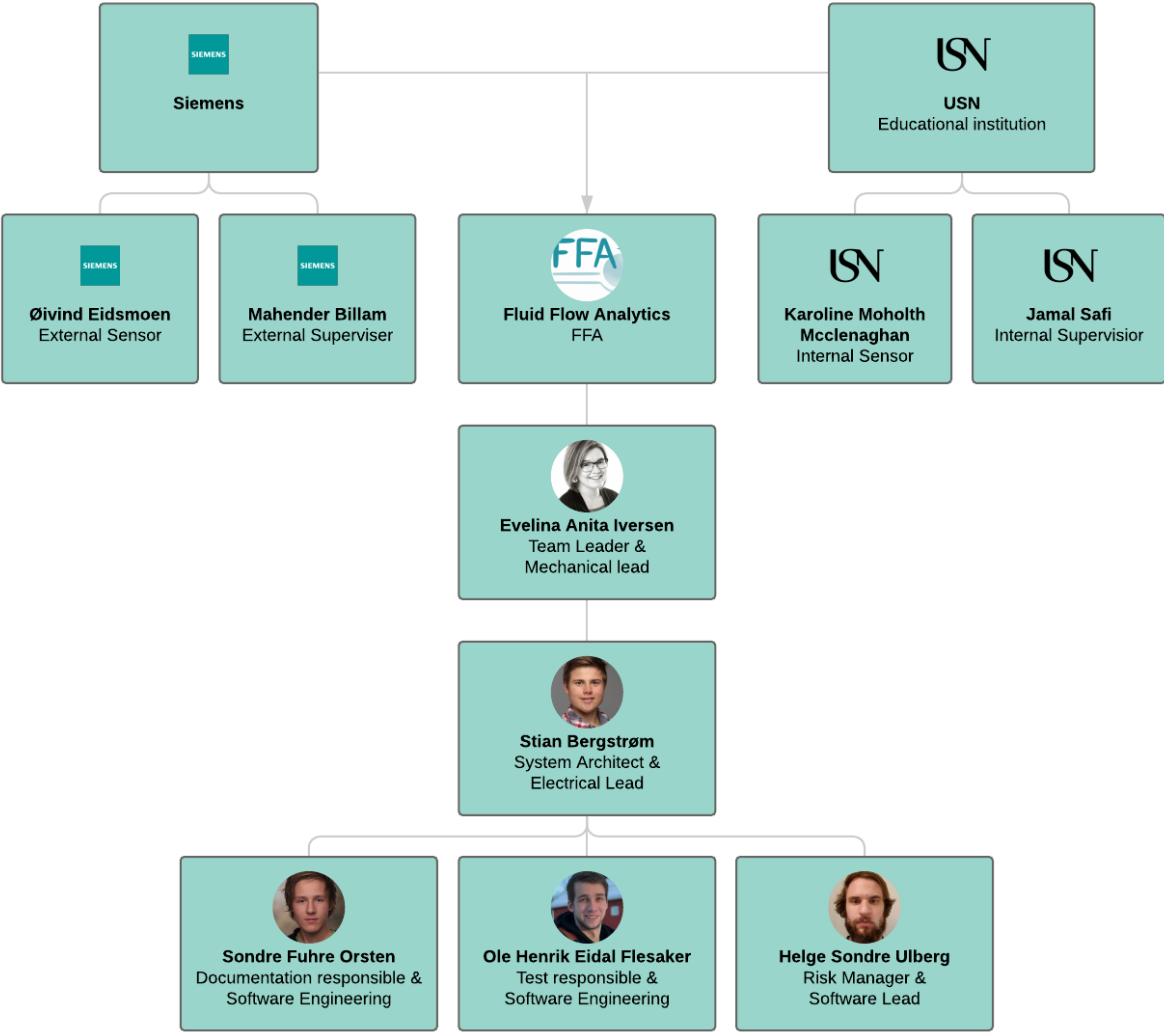 SIEMENS
Siemens
USN
USN
Educational institution
SIEMENS
Øivind Eidsmoen
External Sensor
SIEMENS
Mahender Billam
External Superviser
FFA
Fluid Flow Analytics
FFA
USN
Karoline Moholth
Mcclenaghan
Internal Sensor
USN
Jamal Safi
Internal Supervisior
Evelina Anita Iversen
Team Leader &
Mechanical lead
Stian Bergstrøm
System Architect &
Electrical Lead
Sondre Fuhre Orsten
Documentation responsible &
Software Engineering
Ole Henrik Eidal Flesaker
Test responsible &
Software Engineering
Helge Sondre Ulberg
Risk Manager &
Software Lead